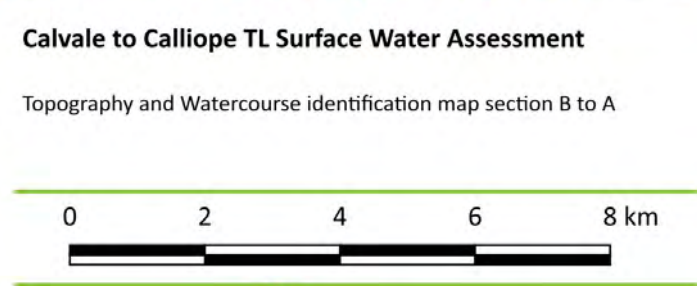 Calvale to Calliope TL Surface Water Assessment
Topography and Watercourse identification map section B to A
0 2 4 6 8 km